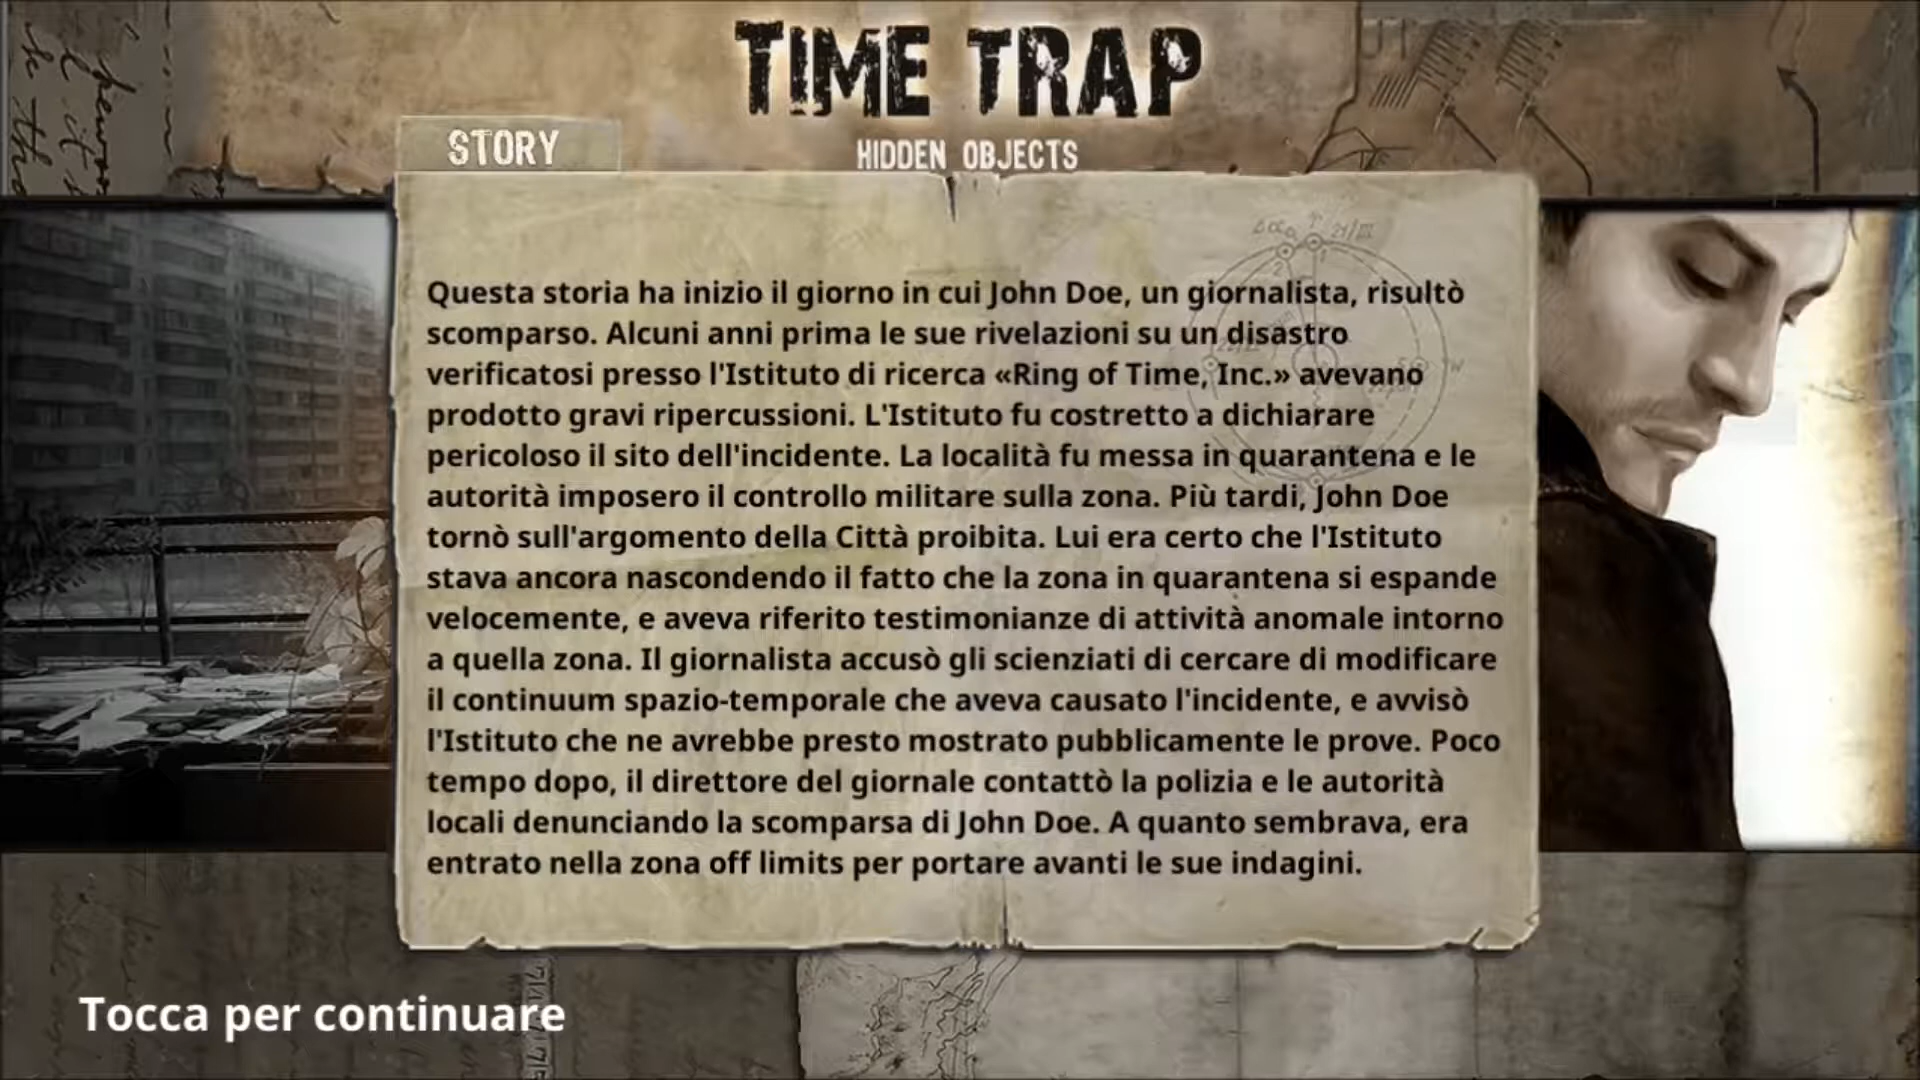 TIME TRAP
STORY
HIDDEN OBJECTS
Questa storia ha inizio il giorno in cui John Doe, un giornalista, risultò
scomparso. Alcuni anni prima le sue rivelazioni su un disastro
verificatosi presso l'Istituto di ricerca «Ring of Time, Inc.» avevano
prodotto gravi ripercussioni. L'Istituto fu costretto a dichiarare
pericoloso il sito dell'incidente. La località fu messa in quarantena e le
autorità imposero il controllo militare sulla zona. Più tardi, John Doe
tornò sull'argomento della Città proibita. Lui era certo che l'Istituto
stava ancora nascondendo il fatto che la zona in quarantena si espande
velocemente, e aveva riferito testimonianze di attività anomale intorno
a quella zona. Il giornalista accusò gli scienziati di cercare di modificare
il continuum spazio-temporale che aveva causato l'incidente, e avvisò
l'Istituto che ne avrebbe presto mostrato pubblicamente le prove. Poco
tempo dopo, il direttore del giornale contattò la polizia e le autorità
locali denunciando la scomparsa di John Doe. A quanto sembrava, era
entrato nella zona off limits per portare avanti le sue indagini.
Tocca per continuare